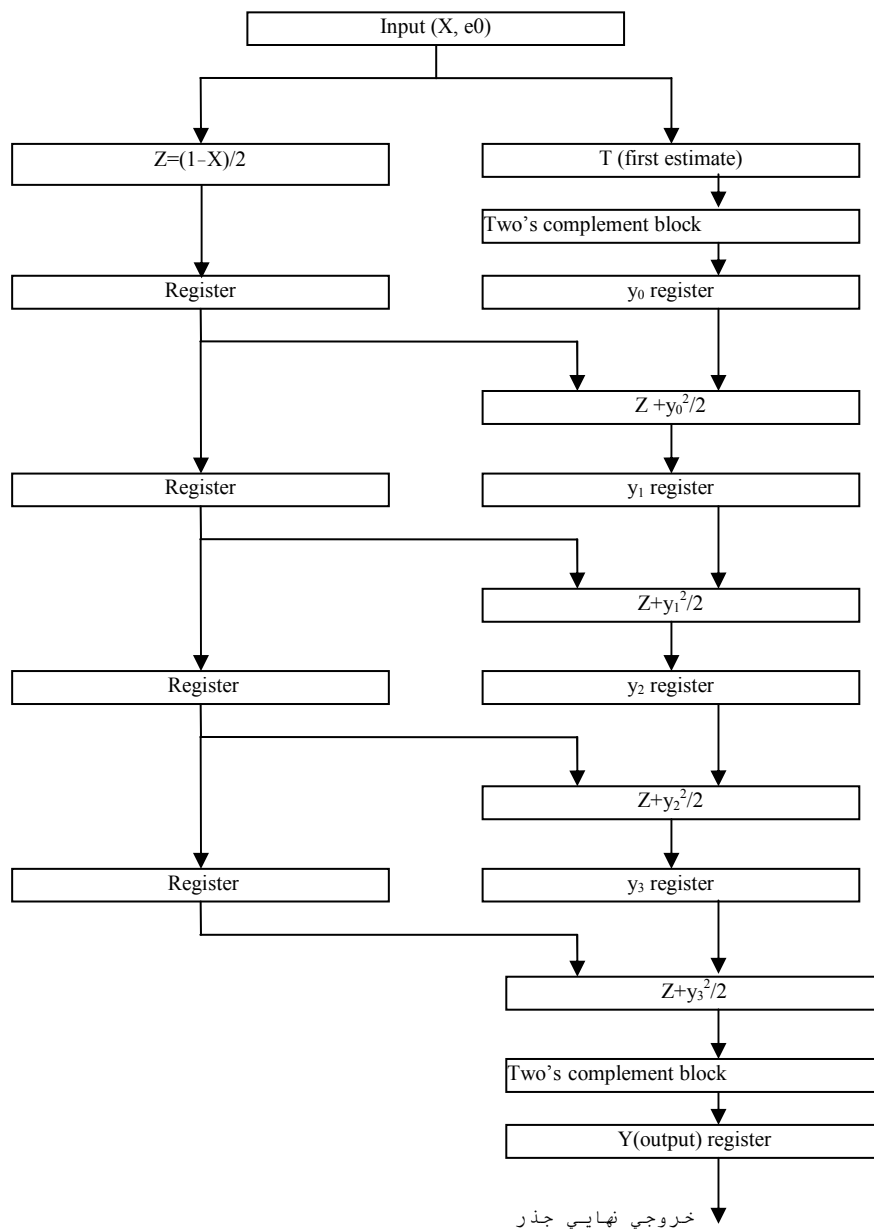 Input (X, e0)
Z=(1-X)/2
T (first estimate)
Two's complement block
Register
y₀ register
Z +y₀²/2
Register
y₁ register
Z+y₁²/2
Register
y₂ register
Z+y₂²/2
Register
y₃ register
Z+y₃²/2
Two's complement block
Y(output) register
خروجي نهايي جذر